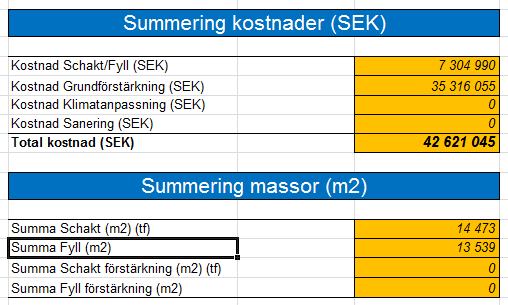 Summering kostnader (SEK)
Kostnad Schakt/Fyll (SEK) 7 304 990
Kostnad Grundförstärkning (SEK) 35 316 055
Kostnad Klimatanpassning (SEK) 0
Kostnad Sanering (SEK) 0
Total kostnad (SEK) 42 621 045
Summering massor (m2)
Summa Schakt (m2) (tf) 14 473
Summa Fyll (m2) 13 539
Summa Schakt förstärkning (m2) (tf) 0
Summa Fyll förstärkning (m2) 0